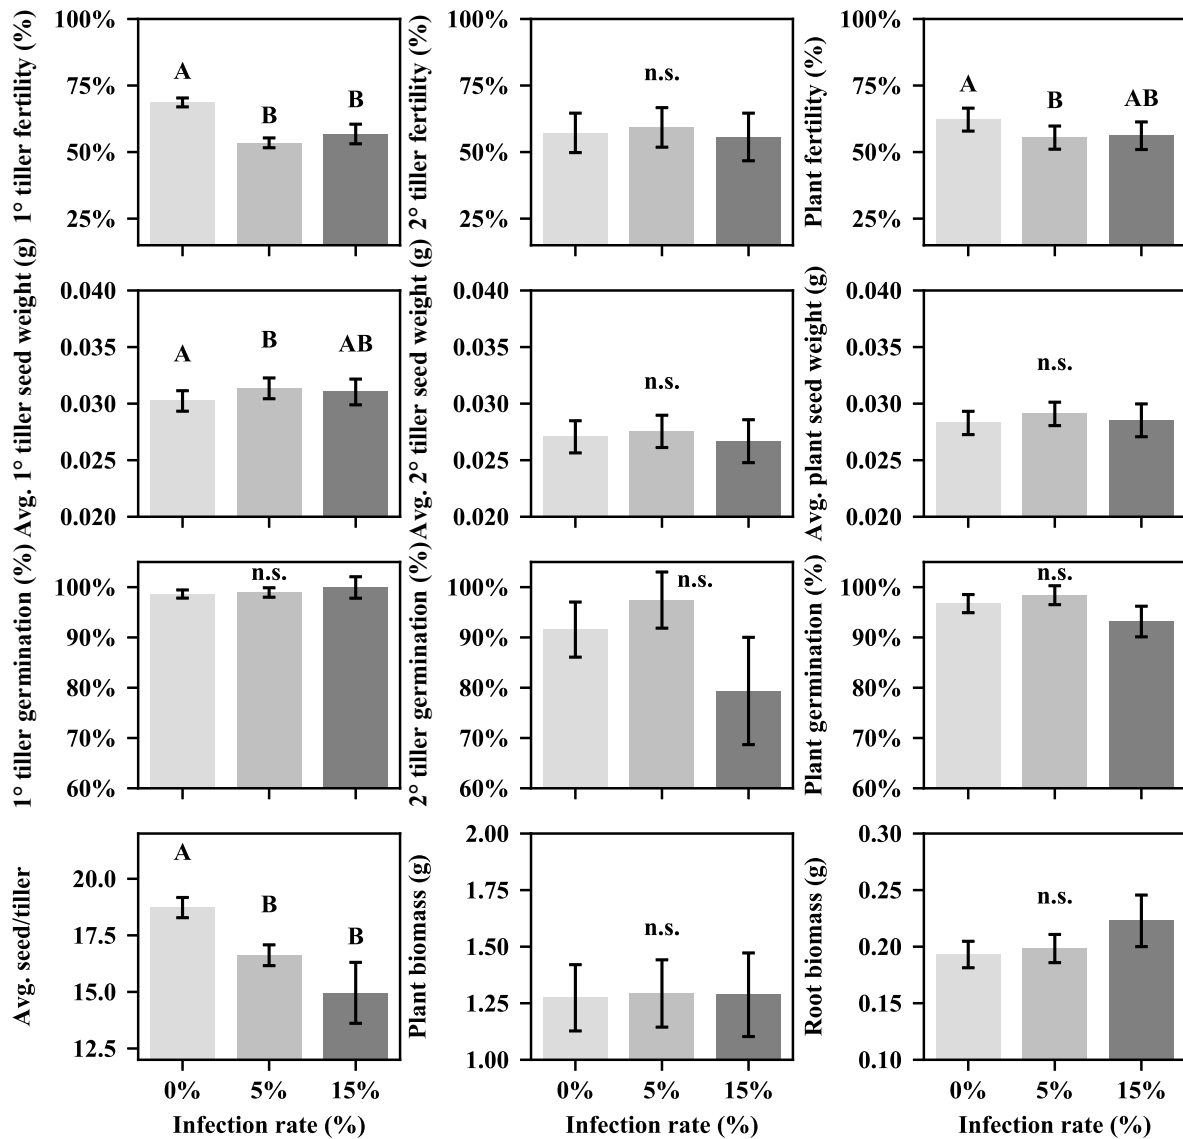 1° tiller fertility (%)
100%
75%
50%
25%
A
B
B
2° tiller fertility (%)
100%
75%
50%
25%
n.s.
Plant fertility (%)
100%
75%
50%
25%
A
B
AB
Avg. 1° tiller seed weight (g)
0.040
0.035
0.030
0.025
0.020
A
B
AB
Avg. 2° tiller seed weight (g)
0.040
0.035
0.030
0.025
0.020
n.s.
Avg. plant seed weight (g)
0.040
0.035
0.030
0.025
0.020
n.s.
1° tiller germination (%)
100%
90%
80%
70%
60%
n.s.
2° tiller germination (%)
100%
90%
80%
70%
60%
n.s.
Plant germination (%)
100%
90%
80%
70%
60%
n.s.
Avg. seed/tiller
20.0
17.5
15.0
12.5
A
B
B
0% 5% 15%
Infection rate (%)
Plant biomass (g)
2.00
1.75
1.50
1.25
1.00
n.s.
0% 5% 15%
Infection rate (%)
Root biomass (g)
0.30
0.25
0.20
0.15
0.10
n.s.
0% 5% 15%
Infection rate (%)